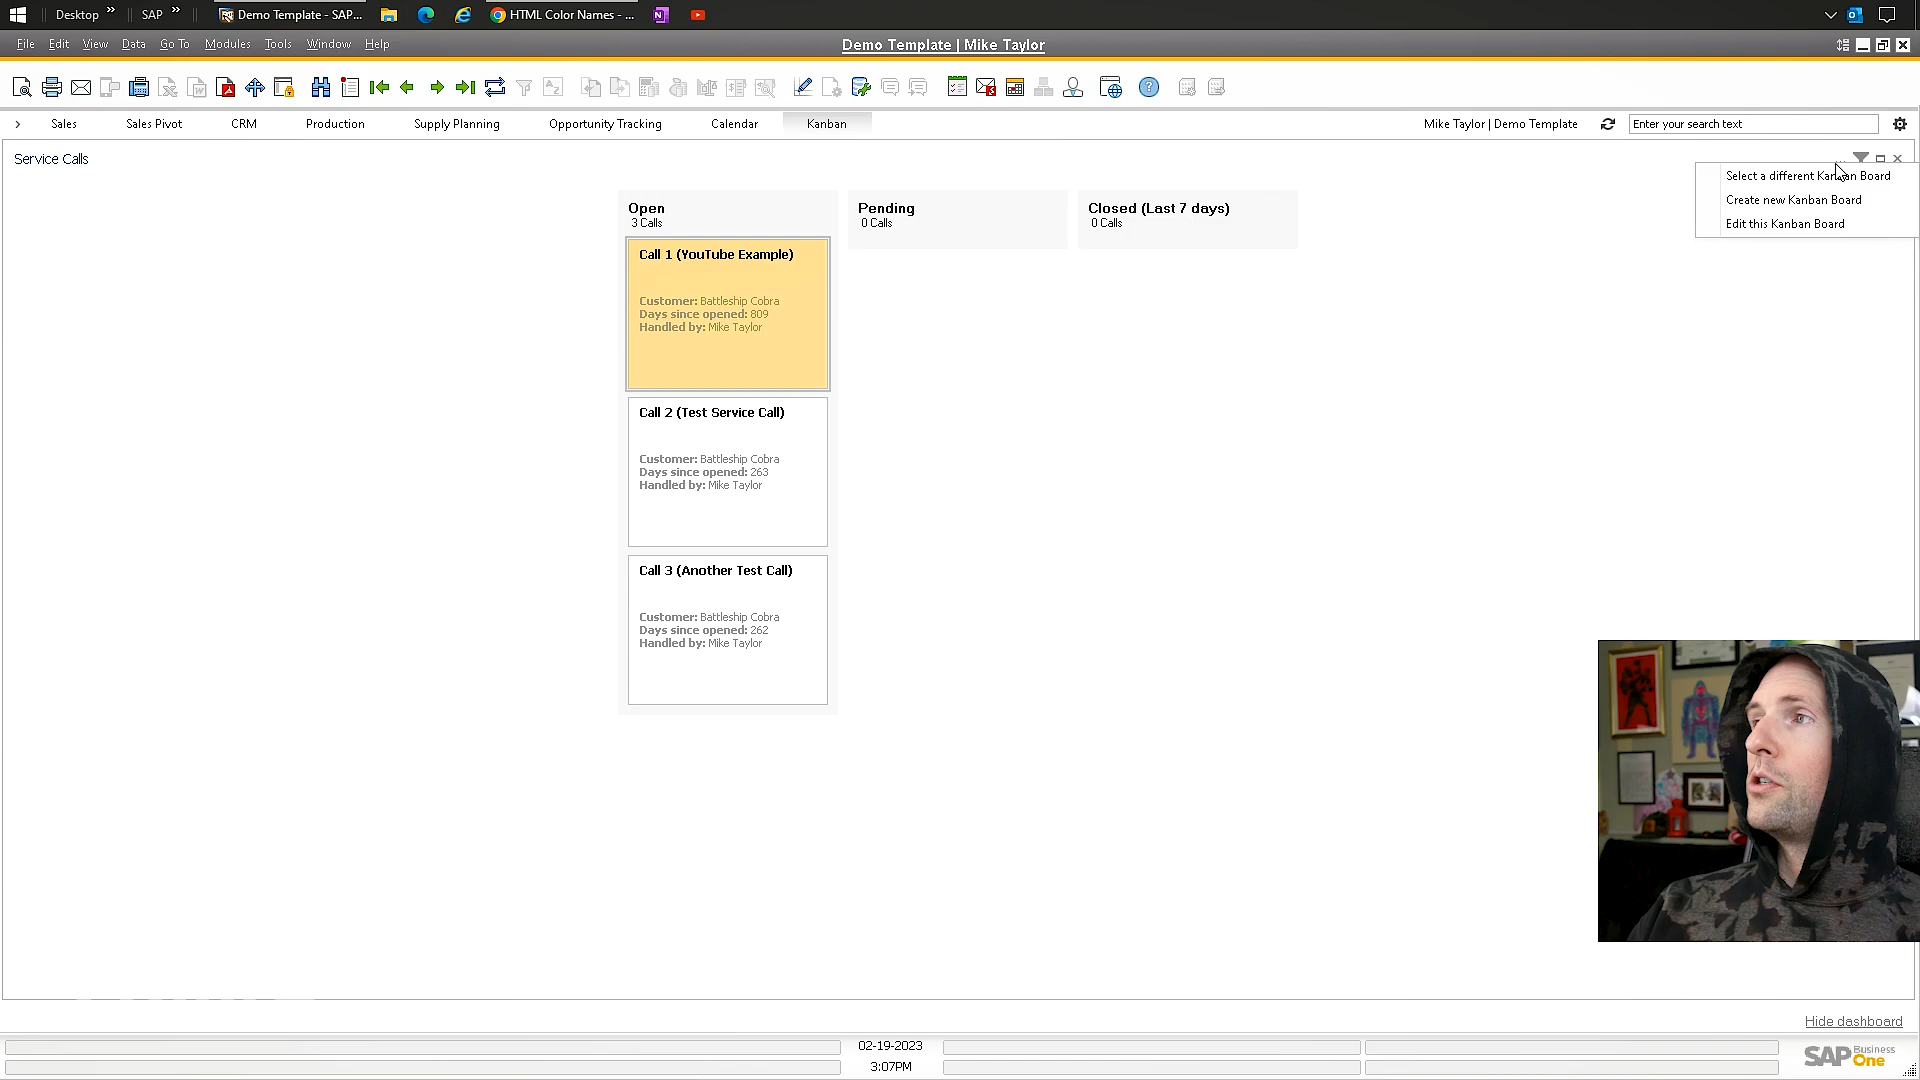 Desktop
SAP
Demo Template - SAP...
HTML Color Names - ...
File Edit View Data Go To Modules Tools Window Help
Demo Template | Mike Taylor
Sales Sales Pivot CRM Production Supply Planning Opportunity Tracking Calendar Kanban
Mike Taylor | Demo Template
Enter your search text
Service Calls
Select a different Kanban Board
Create new Kanban Board
Edit this Kanban Board
Open
3 Calls
Call 1 (YouTube Example)
Customer: Battleship Cobra
Days since opened: 809
Handled by: Mike Taylor
Call 2 (Test Service Call)
Customer: Battleship Cobra
Days since opened: 263
Handled by: Mike Taylor
Call 3 (Another Test Call)
Customer: Battleship Cobra
Days since opened: 262
Handled by: Mike Taylor
Pending
0 Calls
Closed (Last 7 days)
0 Calls
Hide dashboard
02-19-2023
3:07PM
SAP Business One